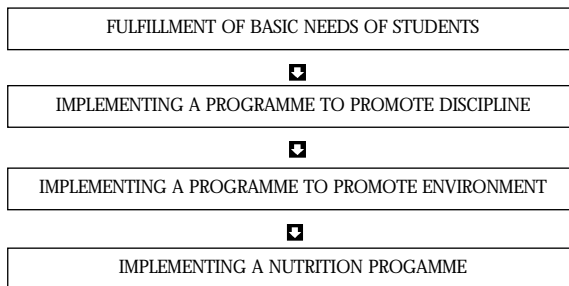 FULFILLMENT OF BASIC NEEDS OF STUDENTS
IMPLEMENTING A PROGRAMME TO PROMOTE DISCIPLINE
IMPLEMENTING A PROGRAMME TO PROMOTE ENVIRONMENT
IMPLEMENTING A NUTRITION PROGAMME